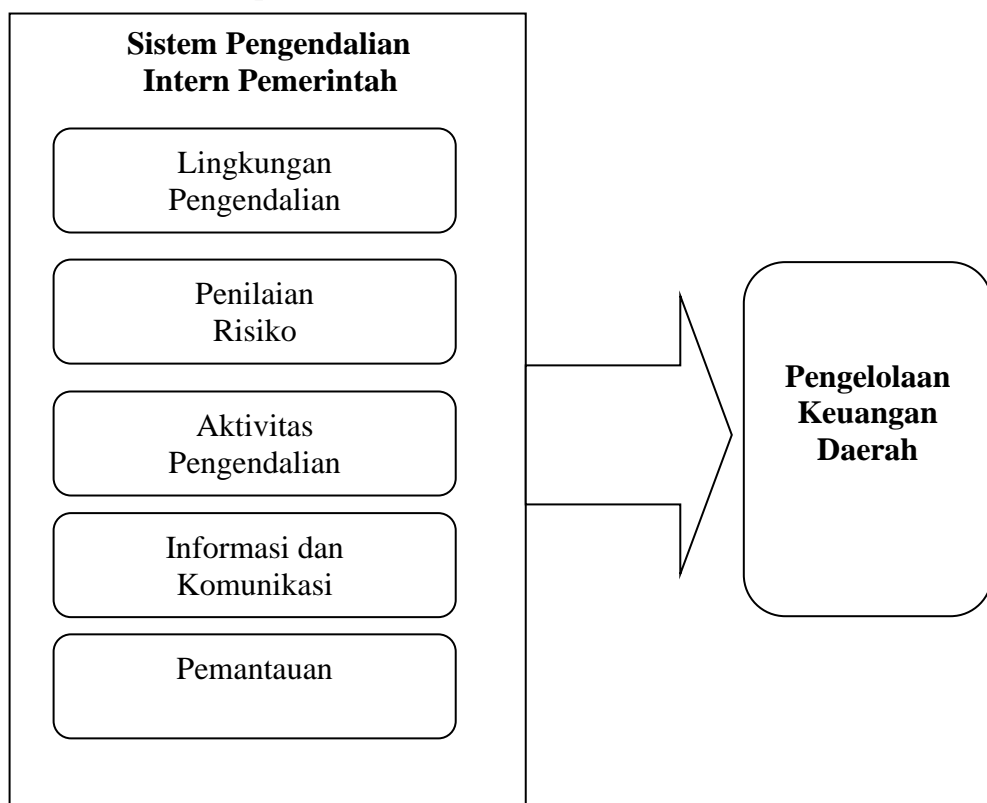 Sistem Pengendalian
Intern Pemerintah
Lingkungan
Pengendalian
Penilaian
Risiko
Aktivitas
Pengendalian
Informasi dan
Komunikasi
Pemantauan
Pengelolaan
Keuangan
Daerah